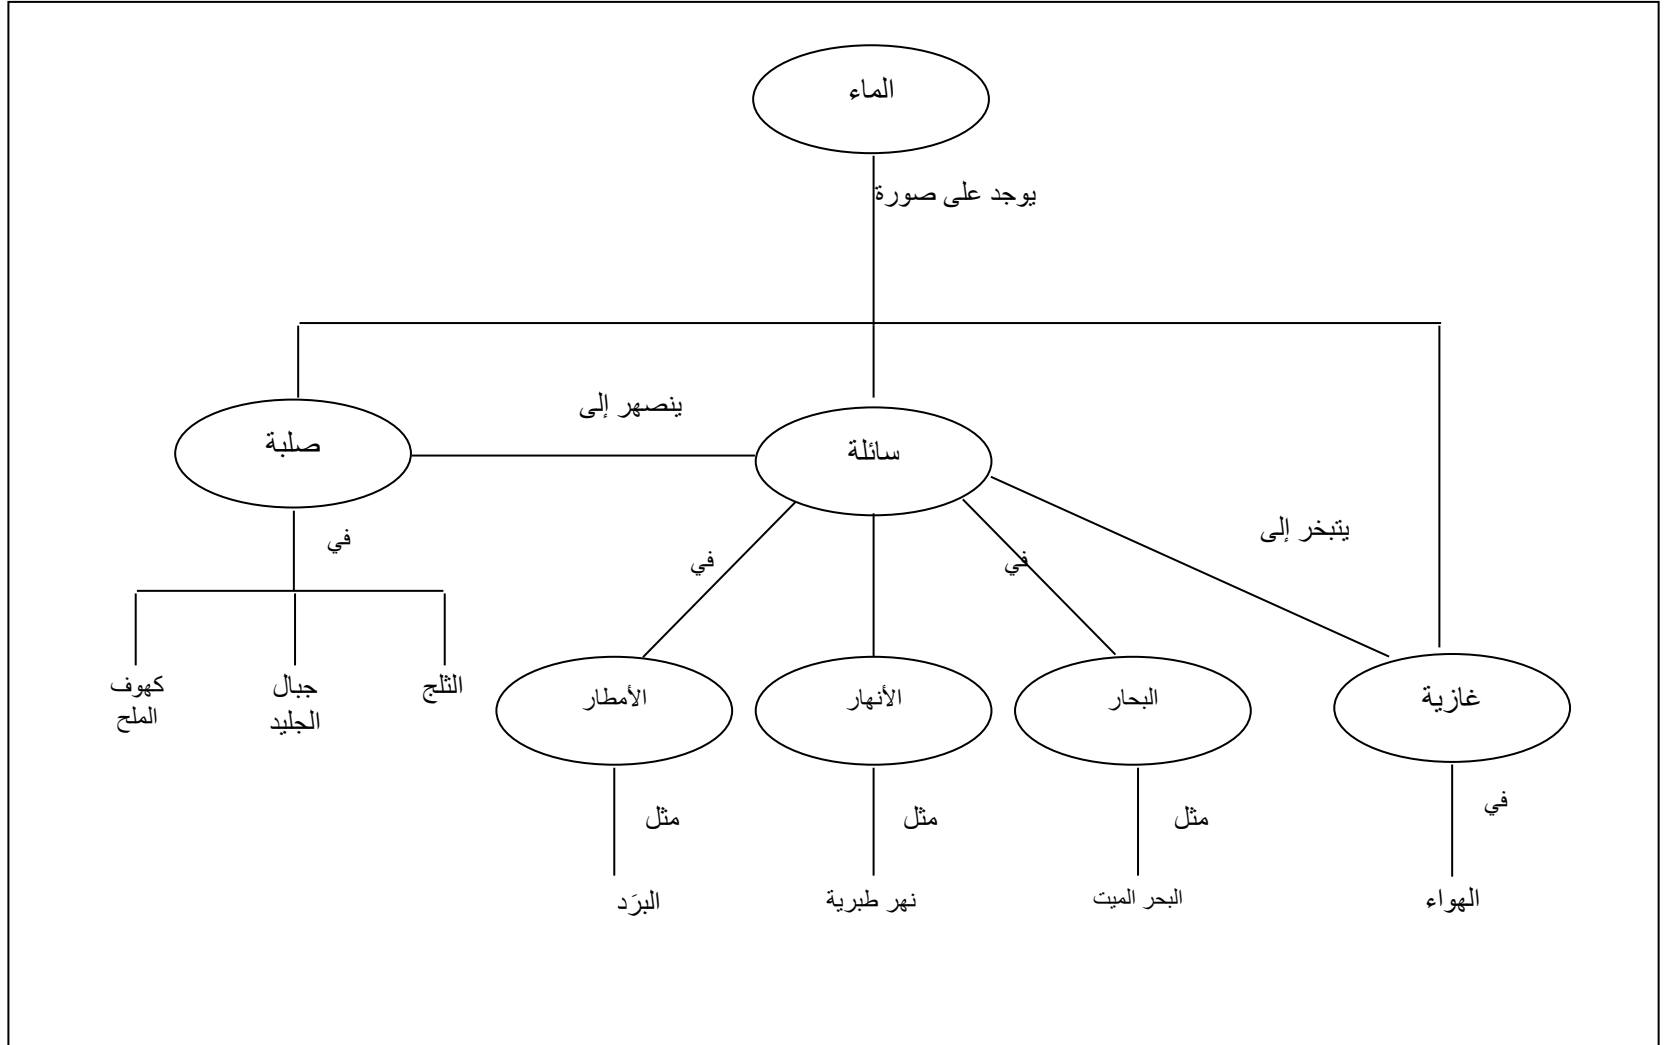 الماء
يوجد على صورة
ينصهر إلى
صلبة
سائلة
يتبخر إلى
في
في
في
الثلج
جبال
الجليد
كهوف
الملح
غازية
البحار
الأنهار
الأمطار
في
مثل
مثل
مثل
الهواء
البحر الميت
نهر طبرية
البرَد